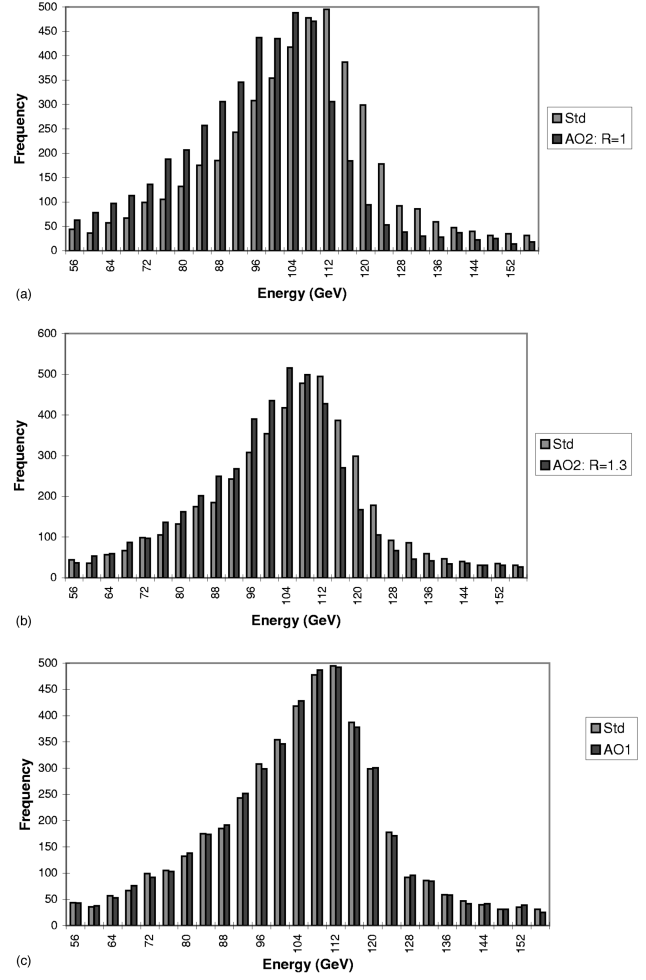 500
450
400
350
300
250
200
150
100
50
0
Frequency
56 64 72 80 88 96 104 112 120 128 136 144 152
Energy (GeV)
Std
AO2: R=1
(a)
600
500
400
300
200
100
0
Frequency
56 64 72 80 88 96 104 112 120 128 136 144 152
Energy (GeV)
Std
AO2: R=1.3
(b)
500
450
400
350
300
250
200
150
100
50
0
Frequency
56 64 72 80 88 96 104 112 120 128 136 144 152
Energy (GeV)
Std
AO1
(c)